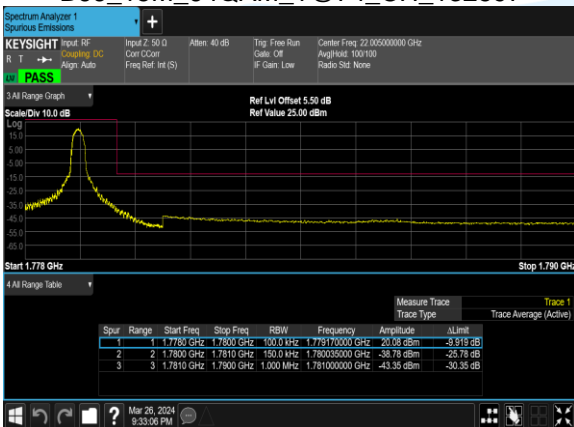 Spectrum Analyzer 1
Spurious Emissions
+
KEYSIGHT Input: RF Input Z: 50 Ω Atten: 40 dB Trig: Free Run Center Freq: 22.005000000 GHz
R T Coupling: DC Corr CCorr Gate: Off Avg|Hold: 100/100
Align: Auto Freq Ref: Int (S) IF Gain: Low Radio Std: None
PASS
3 All Range Graph
Ref Lvl Offset 5.50 dB
Scale/Div 10.0 dB Ref Value 25.00 dBm
Log
15.0
5.00
-5.00
-15.0
-25.0
-35.0
-45.0
-55.0
-65.0
Start 1.778 GHz Stop 1.790 GHz
4 All Range Table
Measure Trace Trace 1
Trace Type Trace Average (Active)
Spur Range Start Freq Stop Freq RBW Frequency Amplitude ΔLimit
1 1 1.7780 GHz 1.7800 GHz 100.0 kHz 1.779170000 GHz 20.08 dBm -9.919 dB
2 2 1.7800 GHz 1.7810 GHz 150.0 kHz 1.780035000 GHz -38.78 dBm -25.78 dB
3 3 1.7810 GHz 1.7900 GHz 1.000 MHz 1.781000000 GHz -43.35 dBm -30.35 dB
? Mar 26, 2024
9:33:06 PM